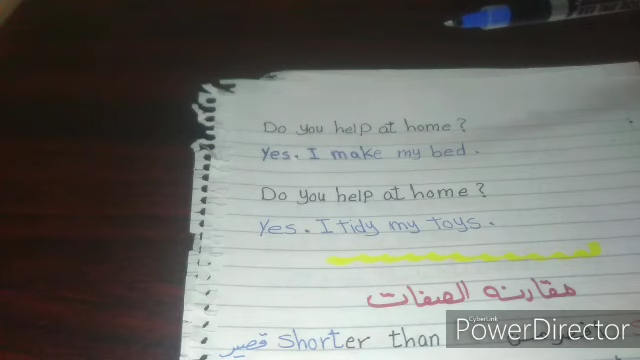 Do you help at home?
Yes. I make my bed.
Do you help at home?
Yes. I tidy my toys.
مقارنه الصفات
قصير shorter than
CyberLink
PowerDirector